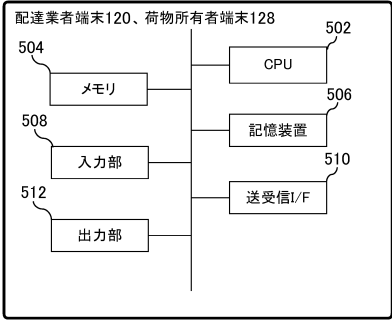 配達業者端末120、荷物所有者端末128
502
504
CPU
メモリ
506
508
記憶装置
入力部
510
512
送受信I/F
出力部